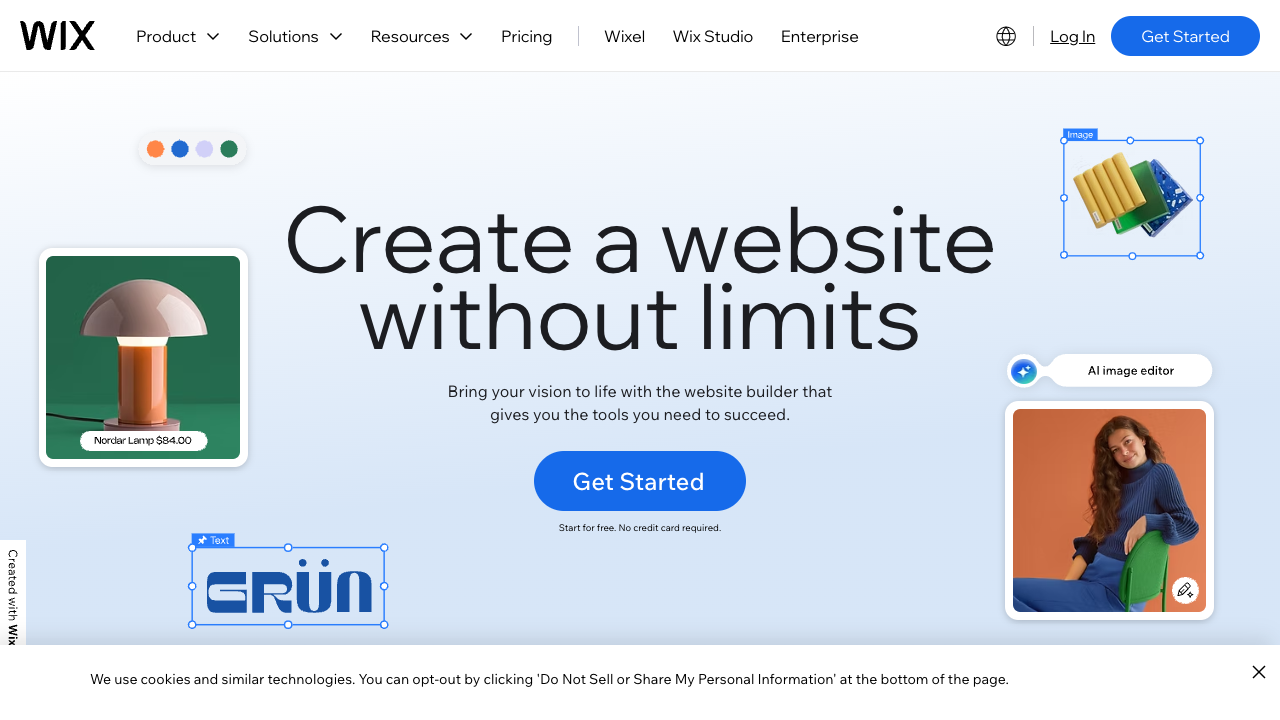 WIX
Product
Solutions
Resources
Pricing
Wixel
Wix Studio
Enterprise
Log In
Get Started
Image
Create a website
without limits
Nordar Lamp $84.00
AI image editor
Bring your vision to life with the website builder that
gives you the tools you need to succeed.
Get Started
Start for free. No credit card required.
Text
GRÜN
Created with Wix
We use cookies and similar technologies. You can opt-out by clicking 'Do Not Sell or Share My Personal Information' at the bottom of the page.